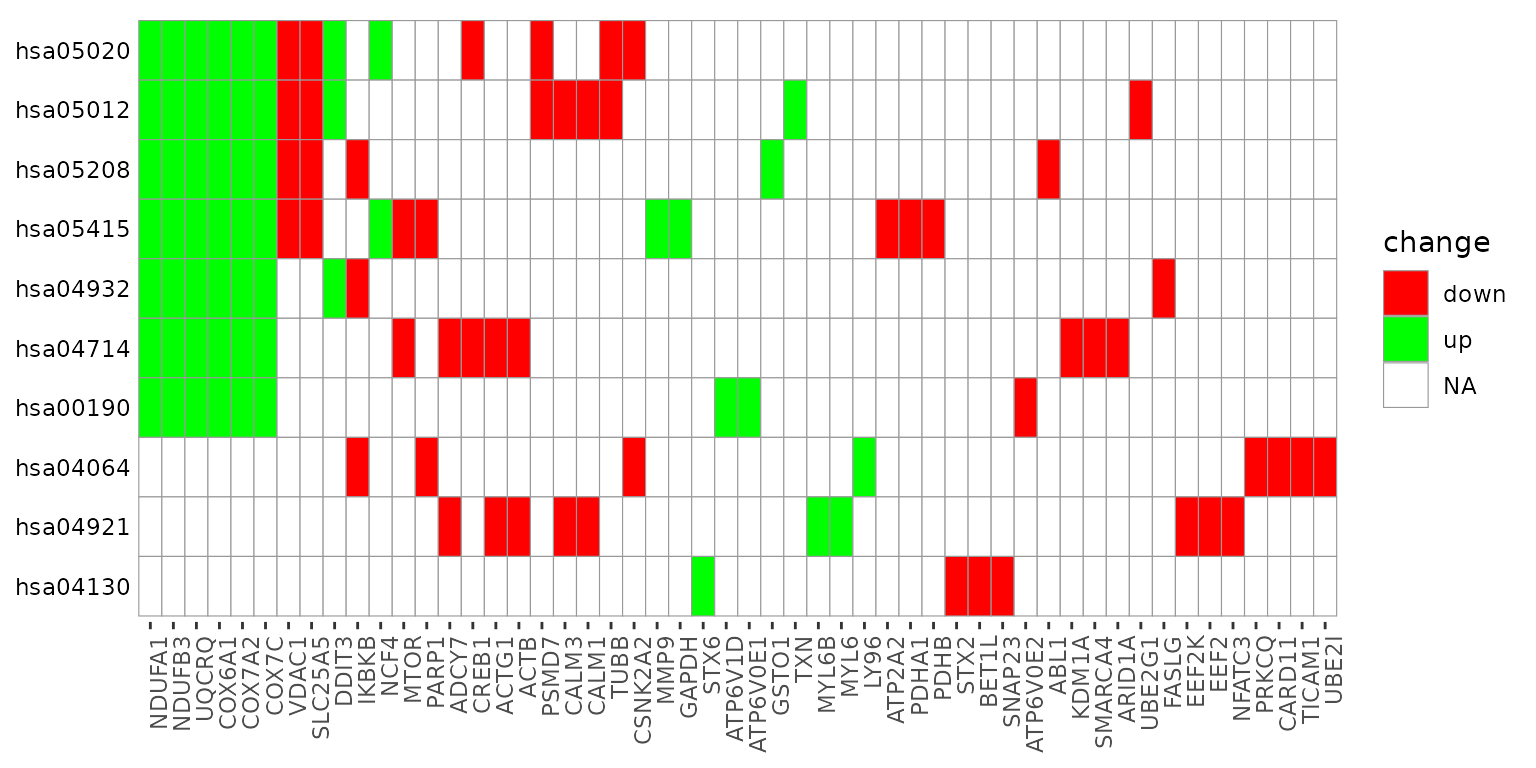 hsa05020
hsa05012
hsa05208
hsa05415
hsa04932
hsa04714
hsa00190
hsa04064
hsa04921
hsa04130
NDUFA1
NDUFB3
UQCRQ
COX6A1
COX7A2
COX7C
VDAC1
SLC25A5
DDIT3
IKBKB
NCF4
MTOR
PARP1
ADCY7
CREB1
ACTG1
ACTB
PSMD7
CALM3
CALM1
TUBB
CSNK2A2
MMP9
GAPDH
STX6
ATP6V1D
ATP6V0E1
GSTO1
TXN
MYL6B
MYL6
LY96
ATP2A2
PDHA1
PDHB
STX2
BET1L
SNAP23
ATP6V0E2
ABL1
KDM1A
SMARCA4
ARID1A
UBE2G1
FASLG
EEF2K
EEF2
NFATC3
PRKCQ
CARD11
TICAM1
UBE2I
change
down
up
NA